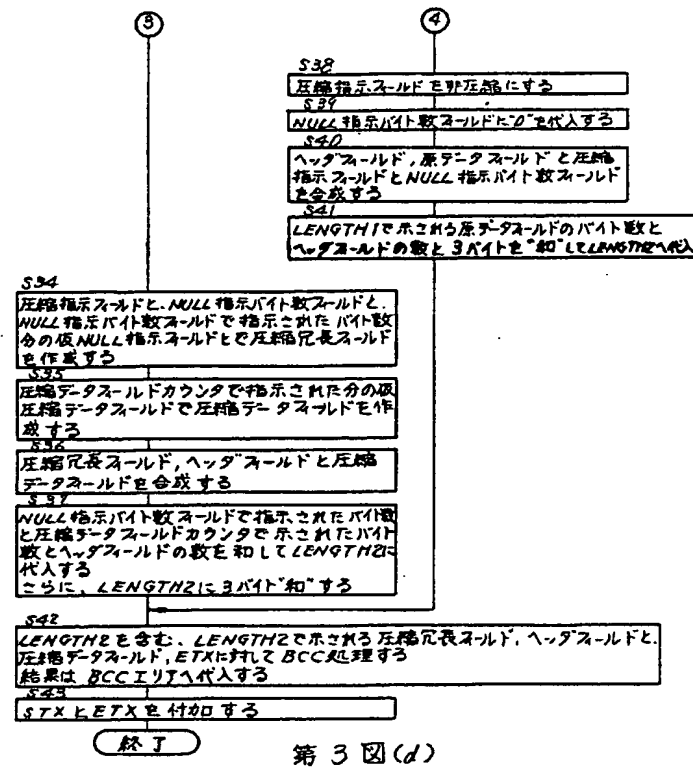 ③
④
S38
圧縮指示フィールドを非圧縮にする
S39
NULL指示バイト数フィールドに"0"を代入する
S40
ヘッダフィールド,原データフィールドと圧縮
指示フィールドとNULL指示バイト数フィールド
を合成する
S41
LENGTH1で示される原データフィールドのバイト数と
ヘッダフィールドの数と3バイトを"和"してLENGTH2へ代入
S34
圧縮指示フィールドと、NULL指示バイト数フィールドと、
NULL指示バイト数フィールドで指示されたバイト数
分の仮NULL指示フィールドとで圧縮冗長フィールド
を作成する
S35
圧縮データフィールドカウンタで指示された分の仮
圧縮データフィールドで圧縮データフィールドを作
成する
S36
圧縮冗長フィールド,ヘッダフィールドと圧縮
データフィールドを合成する
S37
NULL指示バイト数フィールドで指示されたバイト数
と圧縮データフィールドカウンタで示されたバイト
数とヘッダフィールドの数を和してLENGTH2に
代入する
さらに、LENGTH2に3バイト"和"する
S42
LENGTH2を含む、LENGTH2で示される圧縮冗長フィールド,ヘッダフィールドと、
圧縮データフィールド,ETXに対してBCC処理する
結果はBCCエリアへ代入する
S43
STXとETXを付加する
終了
第3図(d)